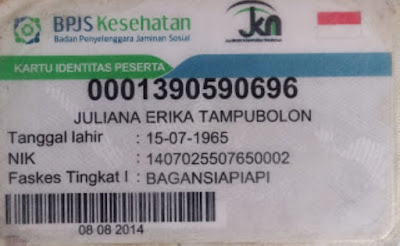 BPJS Kesehatan
Badan Penyelenggara Jaminan Sosial
jkn
KARTU IDENTITAS PESERTA
0001390590696
JULIANA ERIKA TAMPUBOLON
Tanggal lahir : 15-07-1965
NIK : 1407025507650002
Faskes Tingkat I : BAGANSIAPIAPI
08 08 2014